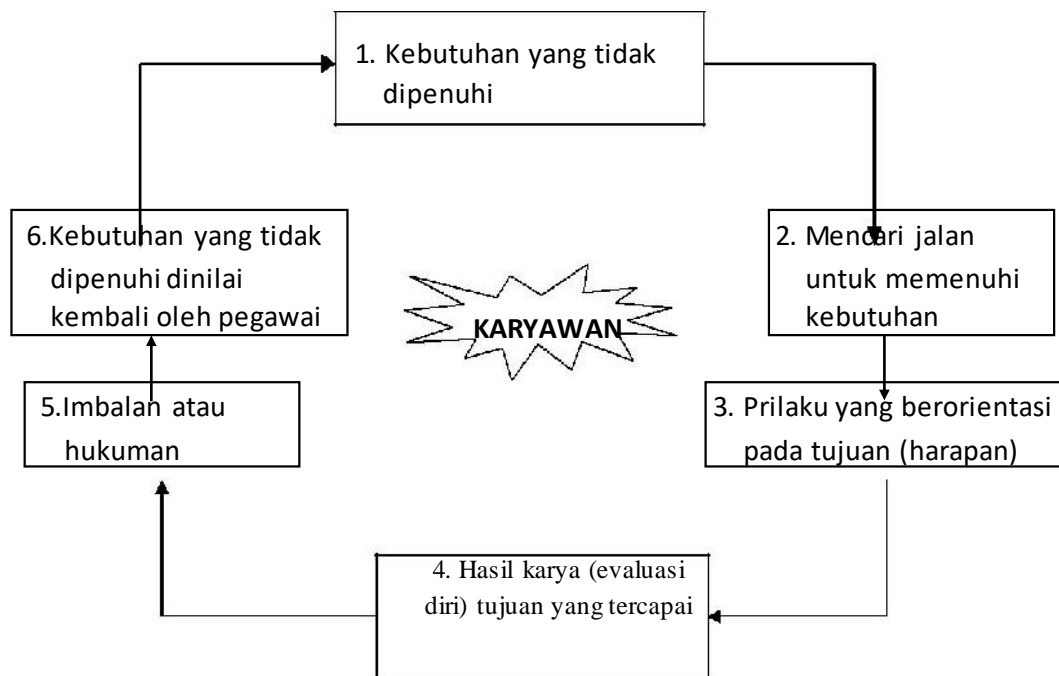 1. Kebutuhan yang tidak
dipenuhi
2. Mencari jalan
untuk memenuhi
kebutuhan
3. Prilaku yang berorientasi
pada tujuan (harapan)
4. Hasil karya (evaluasi
diri) tujuan yang tercapai
5.Imbalan atau
hukuman
6.Kebutuhan yang tidak
dipenuhi dinilai
kembali oleh pegawai
KARYAWAN